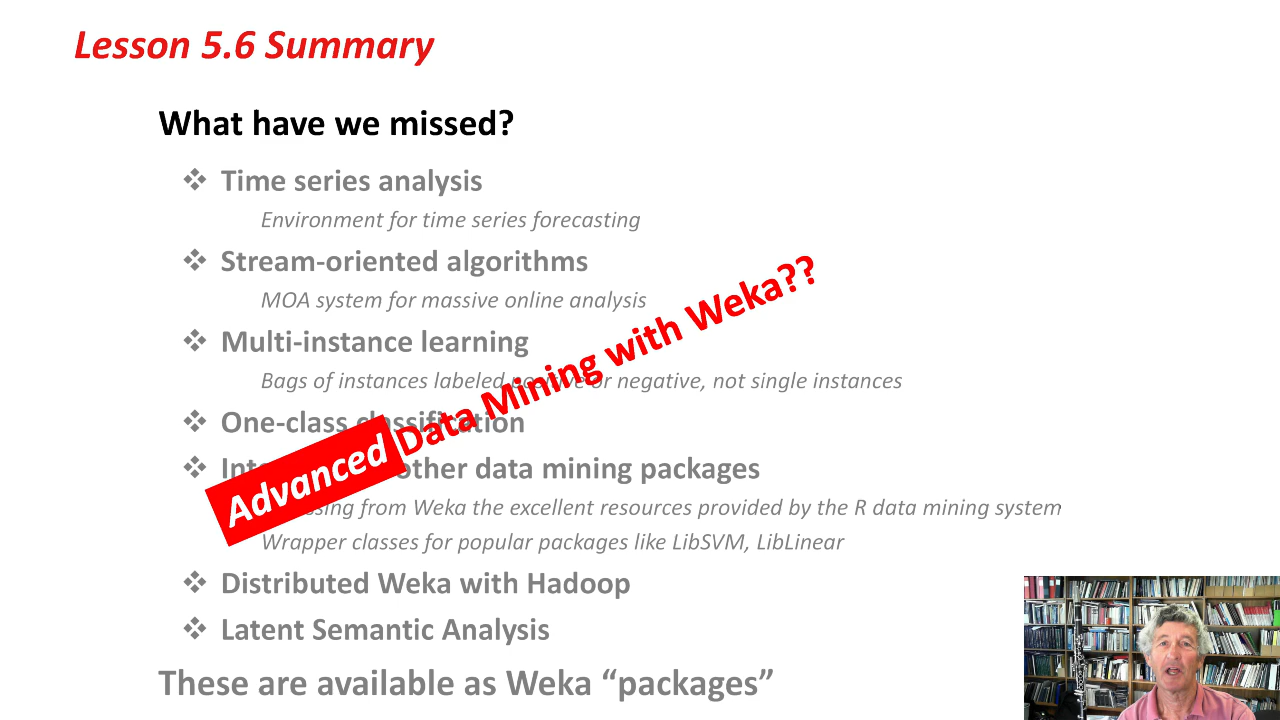 Lesson 5.6 Summary
What have we missed?
❖ Time series analysis
Environment for time series forecasting
❖ Stream-oriented algorithms
MOA system for massive online analysis
❖ Multi-instance learning
Bags of instances labeled positive or negative, not single instances
❖ One-class classification
❖ other data mining packages
from Weka the excellent resources provided by the R data mining system
Wrapper classes for popular packages like LibSVM, LibLinear
❖ Distributed Weka with Hadoop
❖ Latent Semantic Analysis
These are available as Weka “packages”
Advanced Data Mining with Weka??